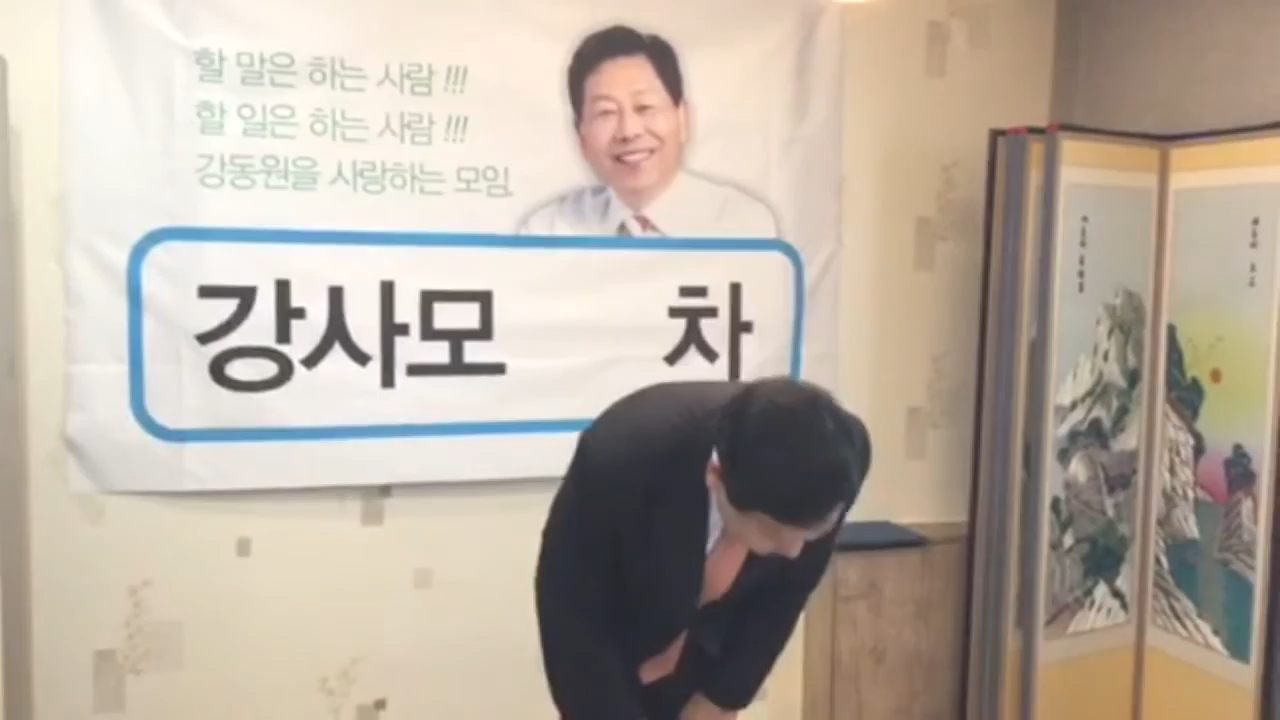 할 말은 하는 사람 !!!
할 일은 하는 사람 !!!
강동원을 사랑하는 모임.
강사모 차